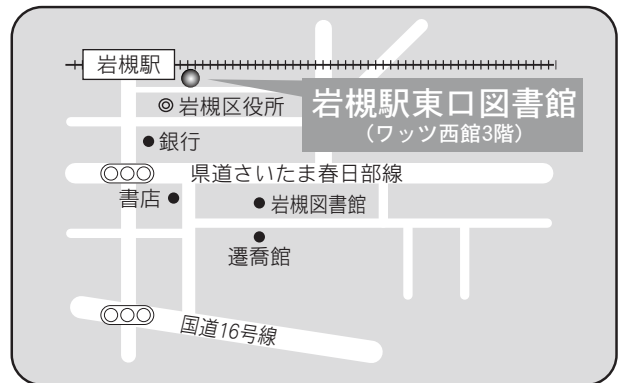 岩槻駅
岩槻駅東口図書館
(ワッツ西館3階)
◎岩槻区役所
●銀行
県道さいたま春日部線
書店●
●岩槻図書館
●
遷喬館
国道16号線